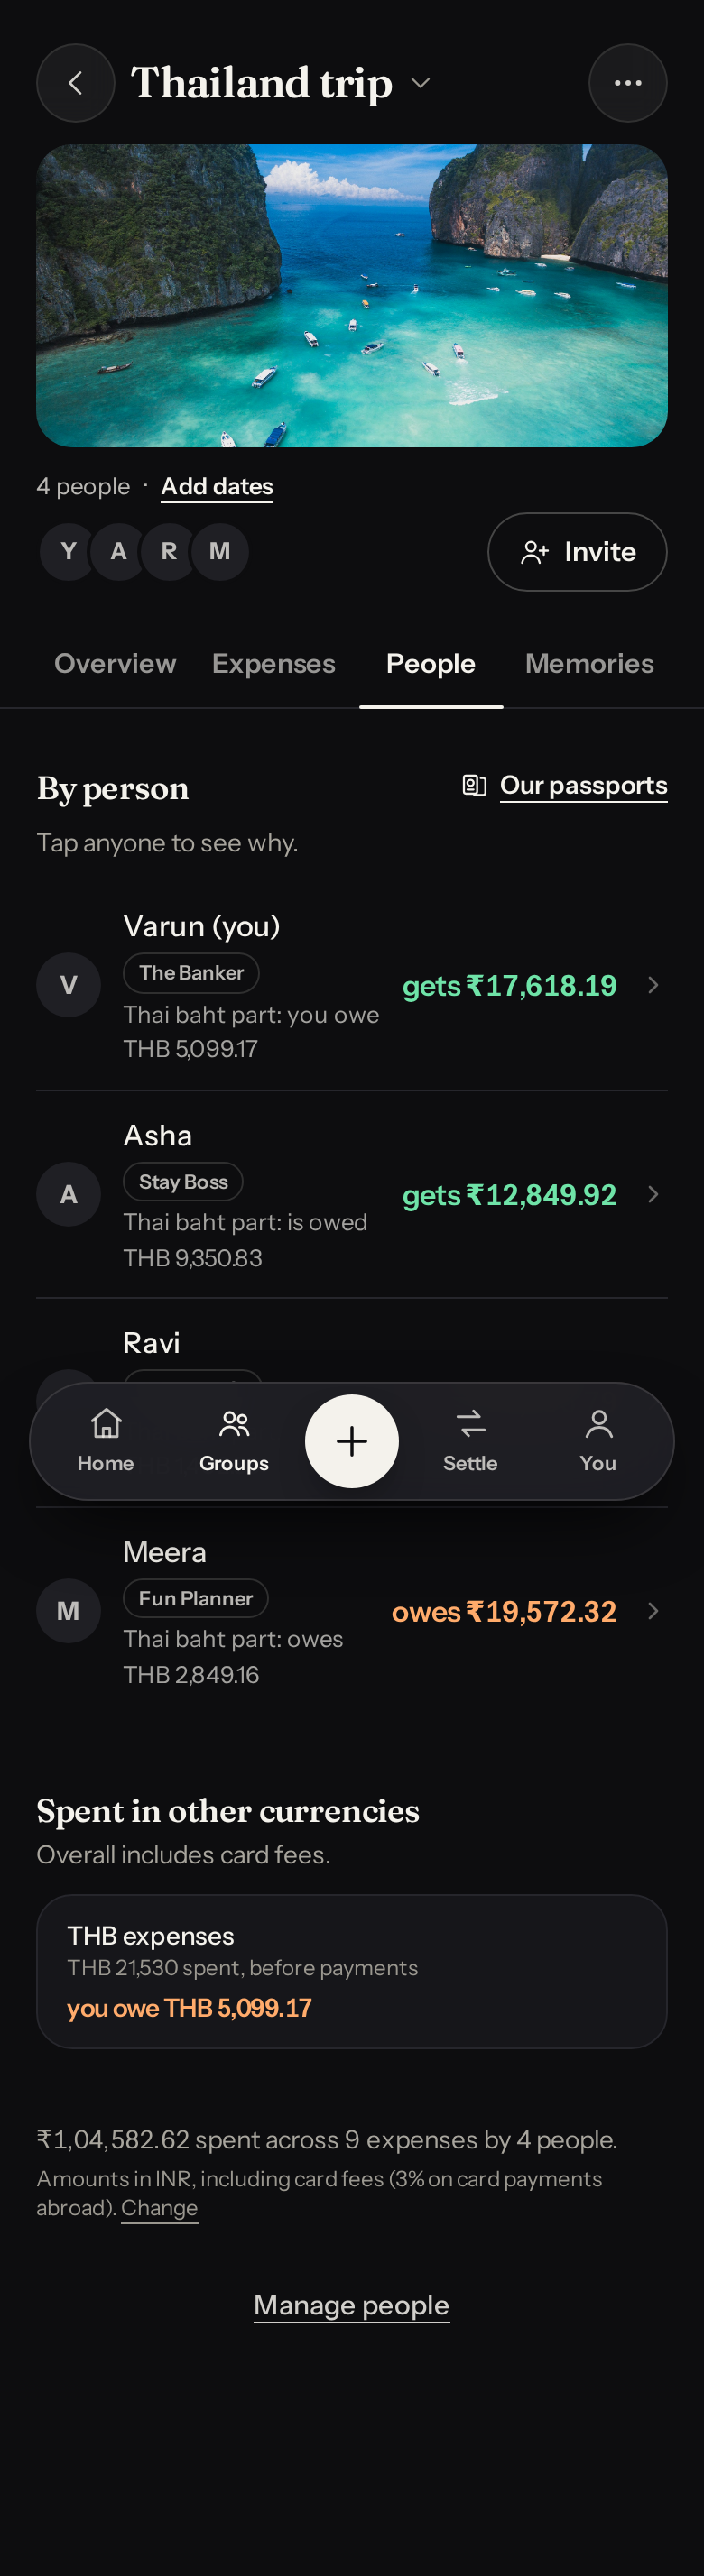 Thailand trip
4 people · Add dates
Y A R M
Invite
Overview Expenses People Memories
By person
Our passports
Tap anyone to see why.
Varun (you)
V
The Banker
gets ₹17,618.19
Thai baht part: you owe
THB 5,099.17
Asha
A
Stay Boss
gets ₹12,849.92
Thai baht part: is owed
THB 9,350.83
Ravi
Home Groups Settle You
Meera
M
Fun Planner
owes ₹19,572.32
Thai baht part: owes
THB 2,849.16
Spent in other currencies
Overall includes card fees.
THB expenses
THB 21,530 spent, before payments
you owe THB 5,099.17
₹1,04,582.62 spent across 9 expenses by 4 people.
Amounts in INR, including card fees (3% on card payments
abroad). Change
Manage people